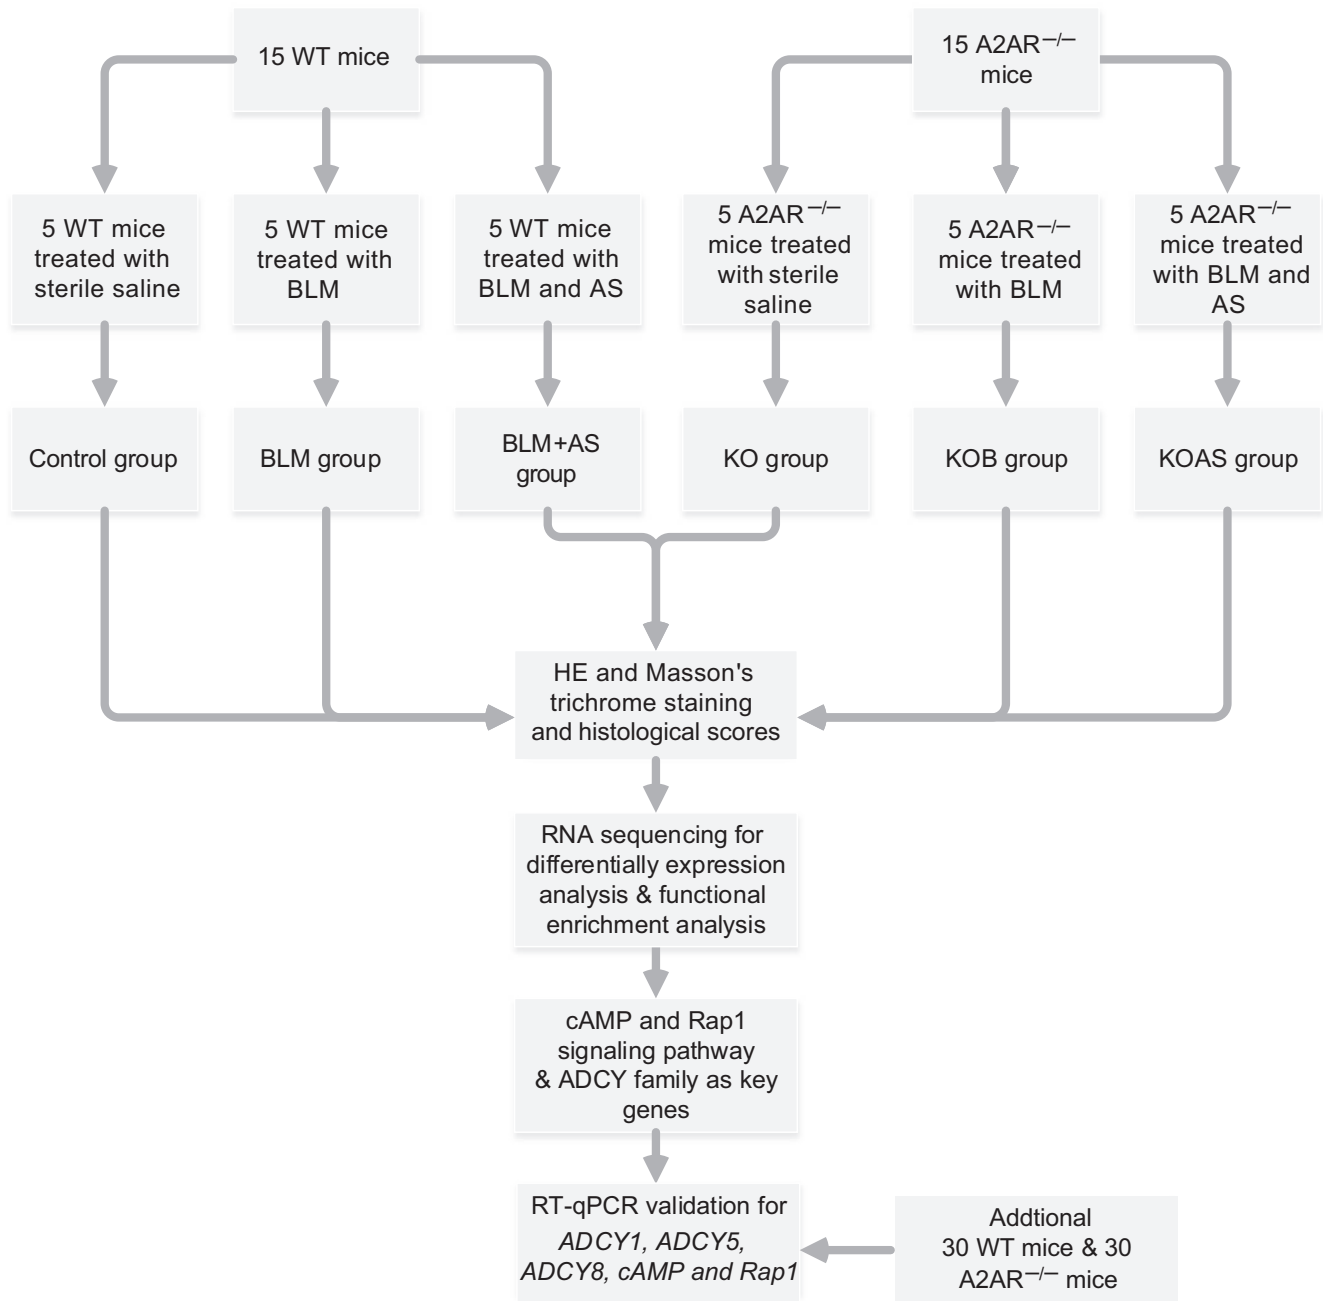 15 WT mice
15 A2AR−/−
mice
5 WT mice
treated with
sterile saline
5 WT mice
treated with
BLM
5 WT mice
treated with
BLM and AS
5 A2AR−/−
mice treated
with sterile
saline
5 A2AR−/−
mice treated
with BLM
5 A2AR−/−
mice treated
with BLM and
AS
Control group
BLM group
BLM+AS
group
KO group
KOB group
KOAS group
HE and Masson's
trichrome staining
and histological scores
RNA sequencing for
differentially expression
analysis & functional
enrichment analysis
cAMP and Rap1
signaling pathway
& ADCY family as key
genes
RT-qPCR validation for
ADCY1, ADCY5,
ADCY8, cAMP and Rap1
Addtional
30 WT mice & 30
A2AR−/− mice